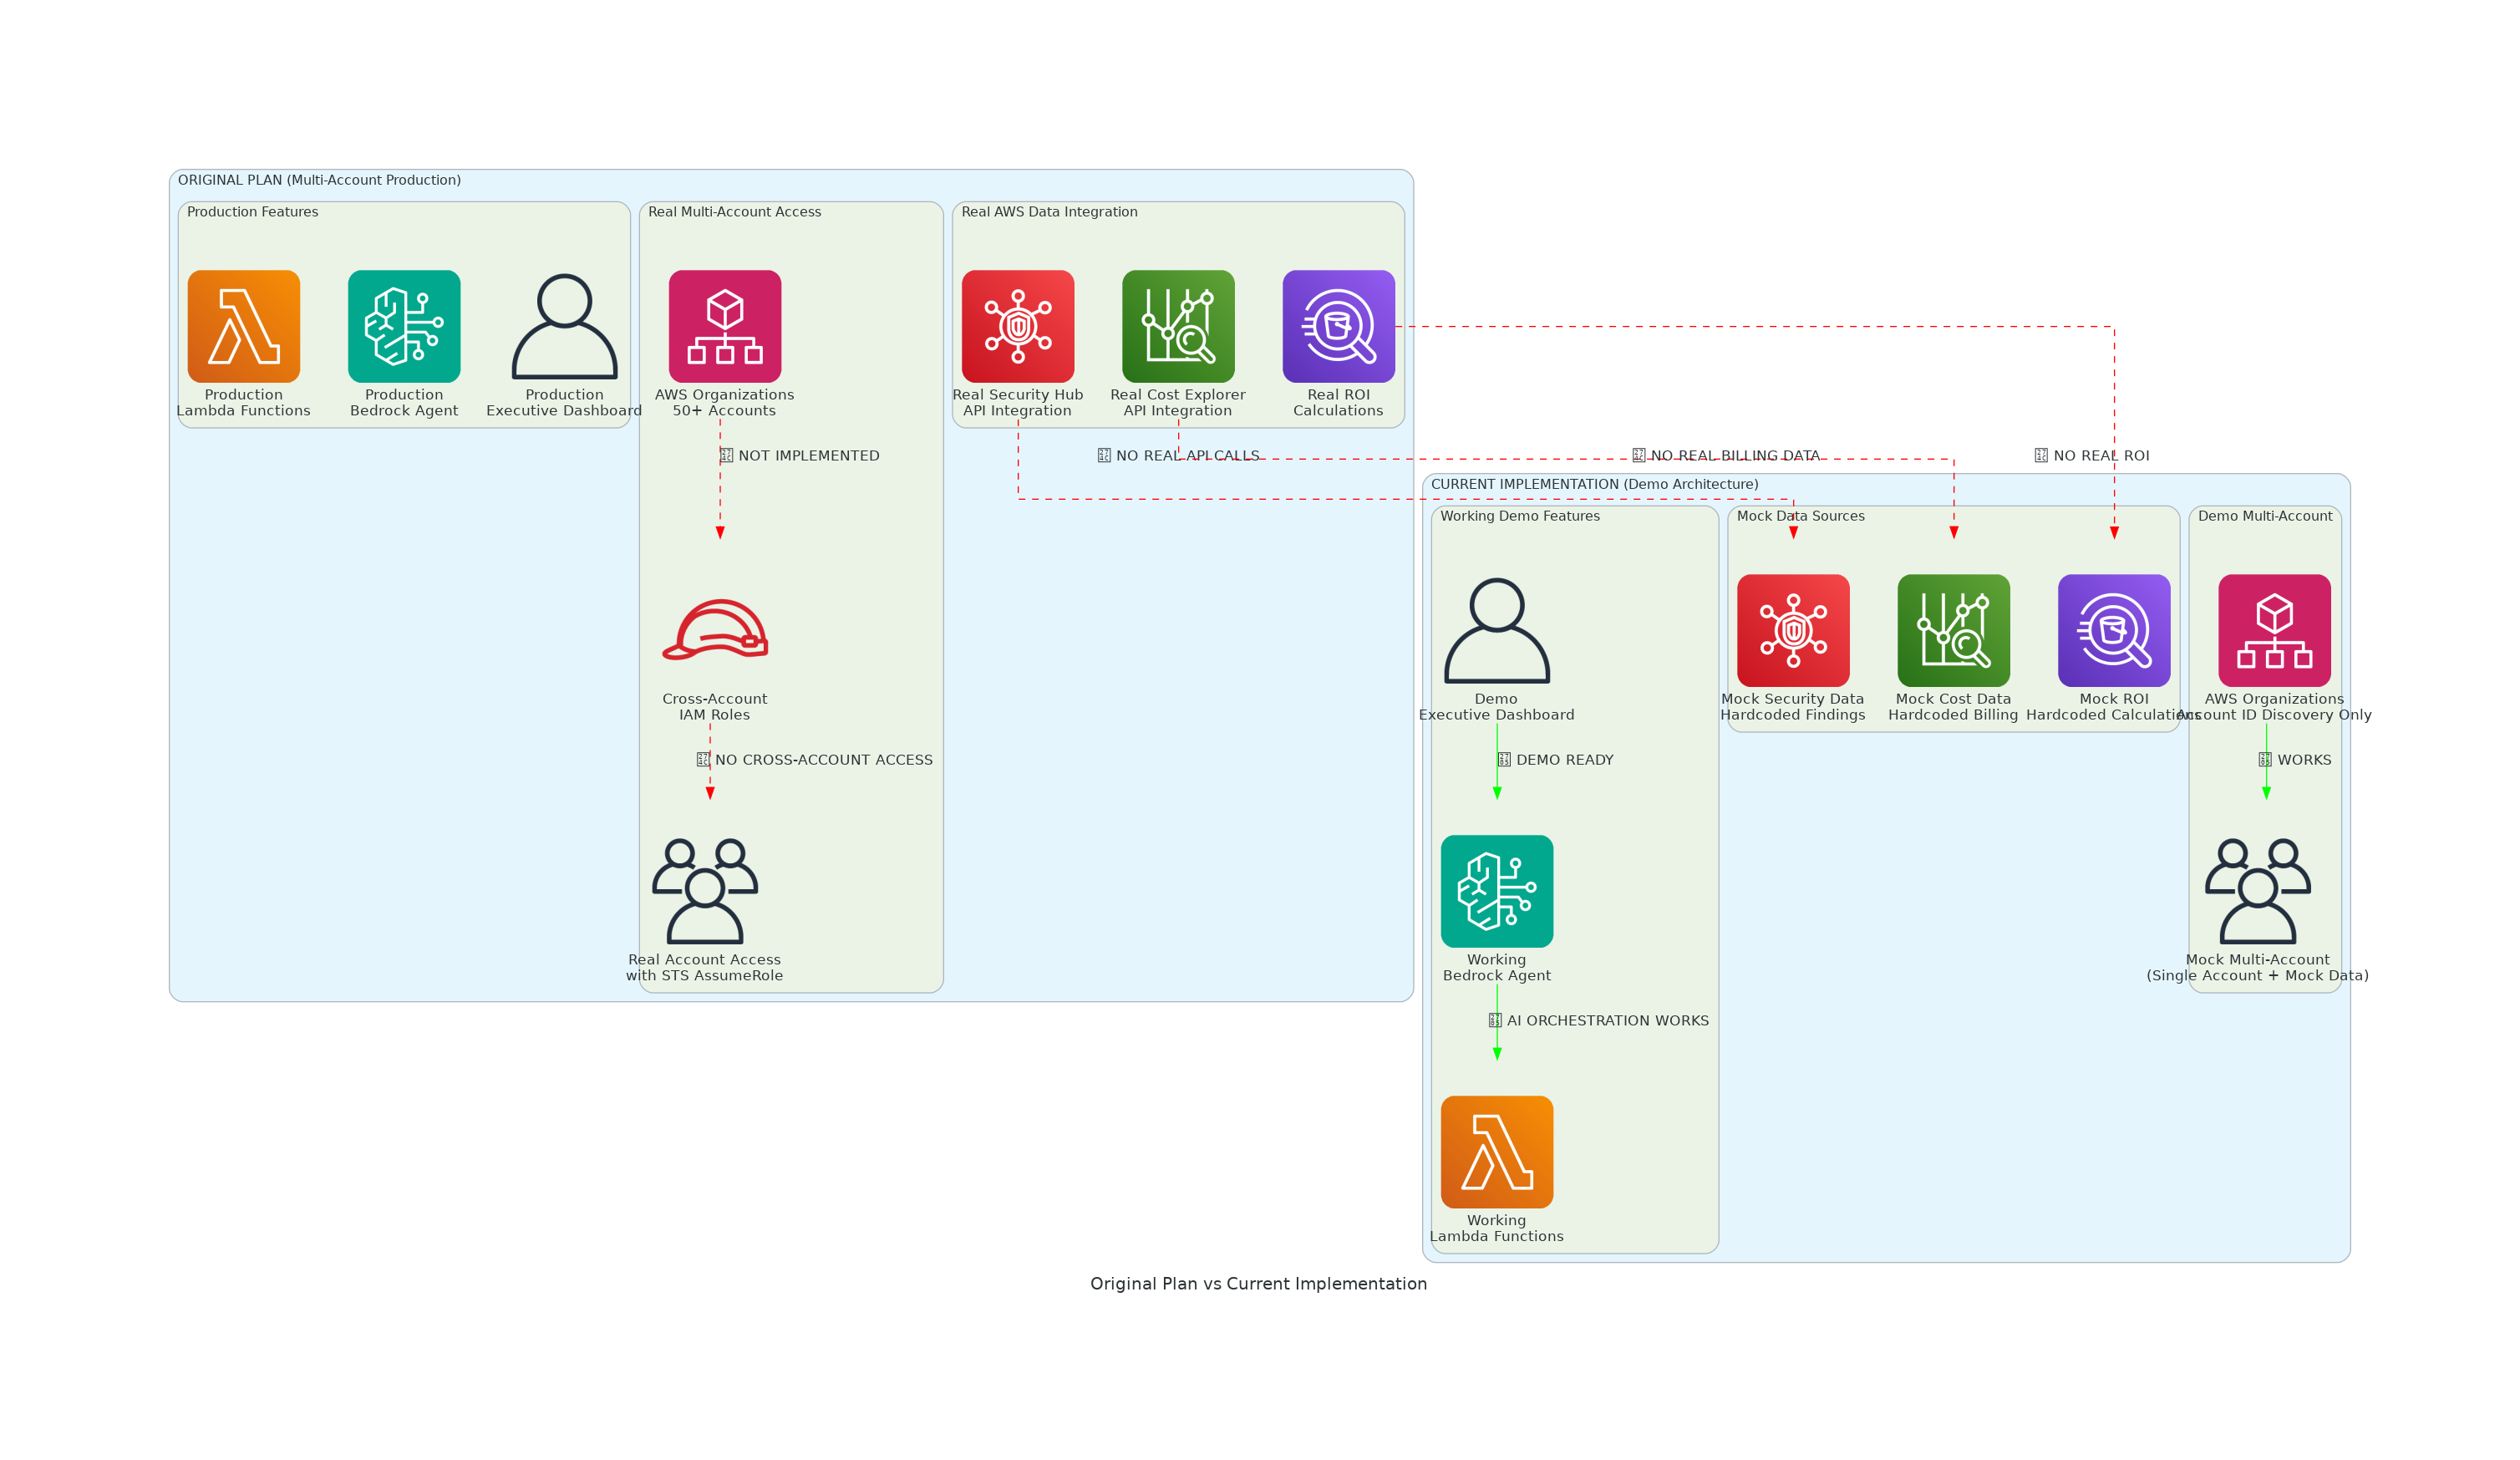 ORIGINAL PLAN (Multi-Account Production)
Production Features
Real Multi-Account Access
Real AWS Data Integration
Production
Lambda Functions
Production
Bedrock Agent
Production
Executive Dashboard
AWS Organizations
50+ Accounts
Real Security Hub
API Integration
Real Cost Explorer
API Integration
Real ROI
Calculations
NOT IMPLEMENTED
NO REAL API CALLS
NO REAL BILLING DATA
NO REAL ROI
CURRENT IMPLEMENTATION (Demo Architecture)
Working Demo Features
Mock Data Sources
Demo Multi-Account
Cross-Account
IAM Roles
Demo
Executive Dashboard
Mock Security Data
Hardcoded Findings
Mock Cost Data
Hardcoded Billing
Mock ROI
Hardcoded Calculations
AWS Organizations
Account ID Discovery Only
NO CROSS-ACCOUNT ACCESS
DEMO READY
WORKS
Real Account Access
with STS AssumeRole
Working
Bedrock Agent
Mock Multi-Account
(Single Account + Mock Data)
AI ORCHESTRATION WORKS
Working
Lambda Functions
Original Plan vs Current Implementation